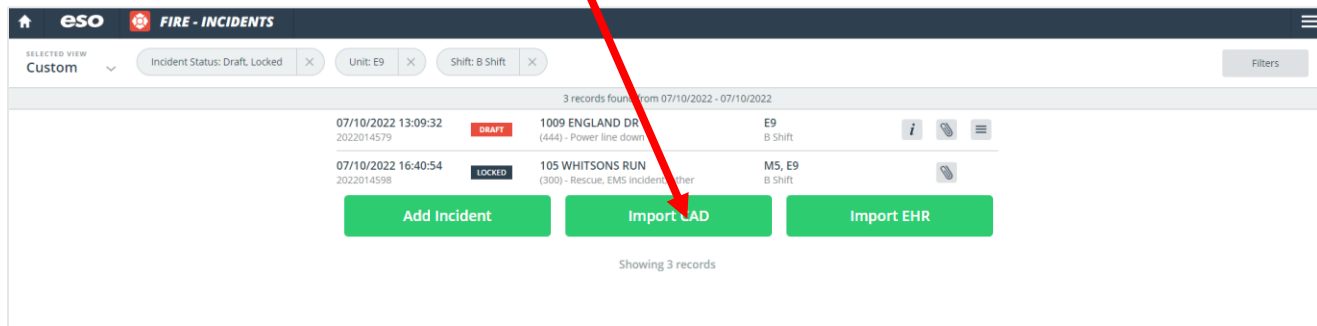 eso FIRE - INCIDENTS
SELECTED VIEW
Custom
Incident Status: Draft, Locked
Unit: E9
Shift: B Shift
Filters
3 records found from 07/10/2022 - 07/10/2022
07/10/2022 13:09:32 DRAFT 1009 ENGLAND DR E9
2022014579 (444) - Power line down B Shift
07/10/2022 16:40:54 LOCKED 105 WHITSONS RUN M5, E9
2022014598 (300) - Rescue, EMS incident, other B Shift
Add Incident Import CAD Import EHR
Showing 3 records